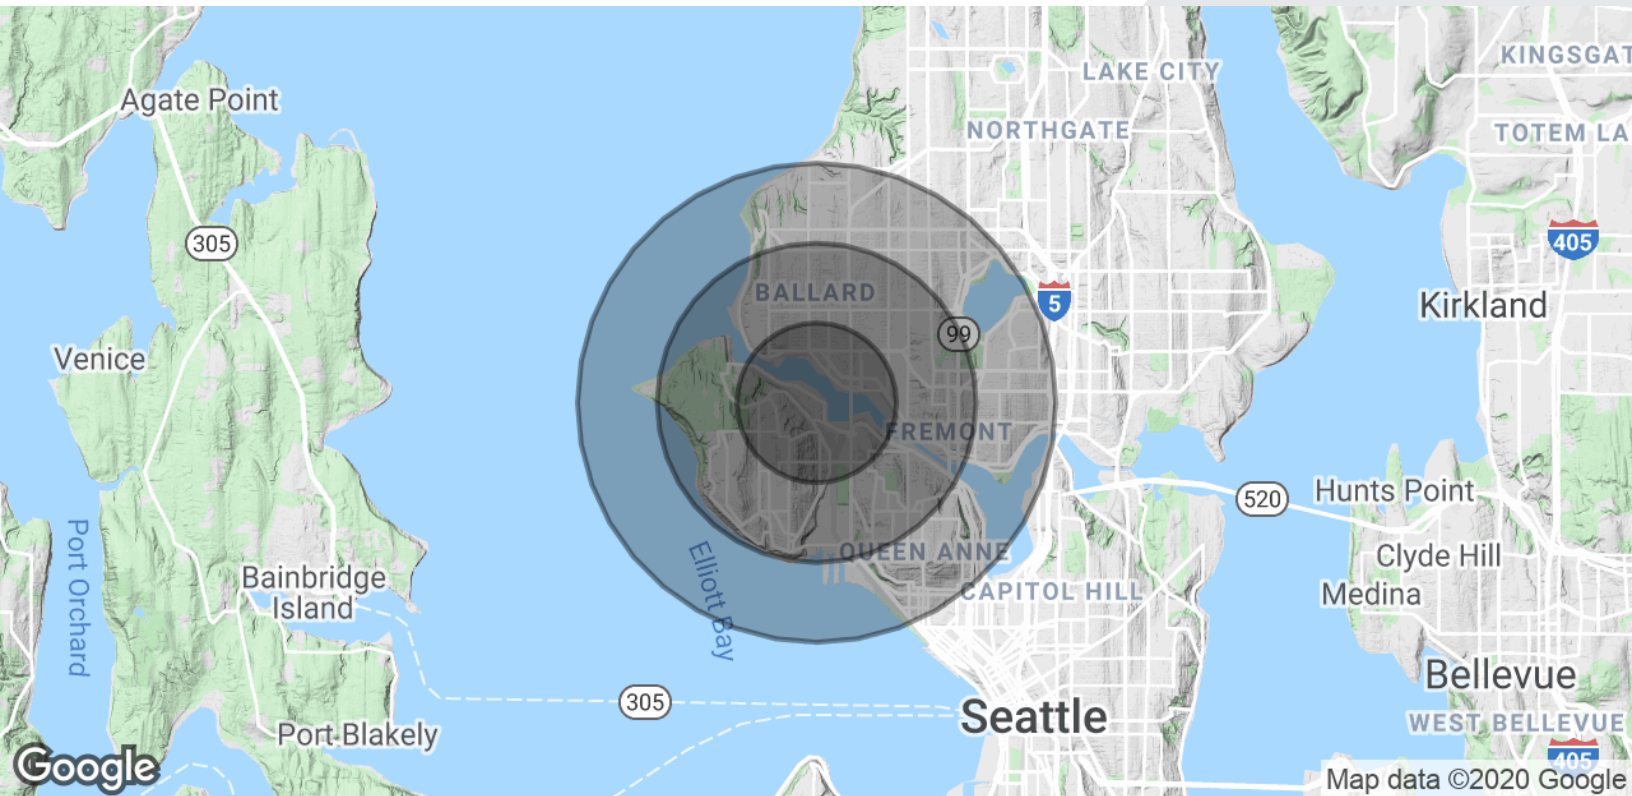 KINGSGAT
LAKE CITY
Agate Point
NORTHGATE
TOTEM LA
305
405
BALLARD
5
Kirkland
99
Venice
FREMONT
520
Hunts Point
Port Orchard
Elliott Bay
QUEEN ANNE
Clyde Hill
Bainbridge
Island
CAPITOL HILL
Medina
Bellevue
305
Seattle
WEST BELLEVUE
Port Blakely
405
Google
Map data ©2020 Google